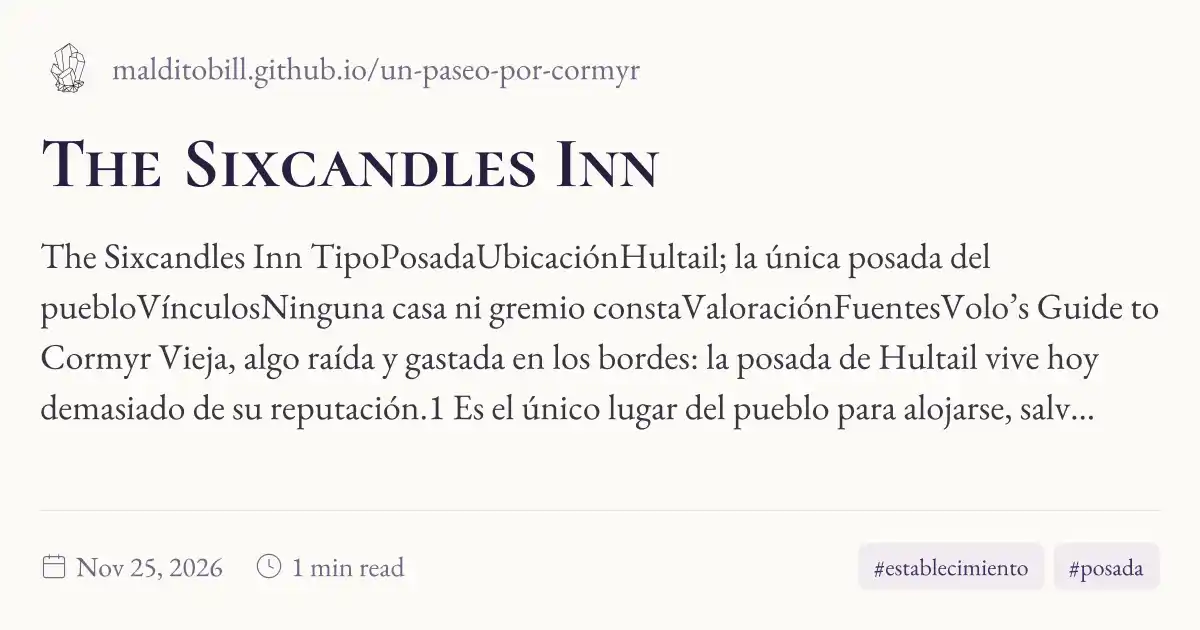 malditobill.github.io/un-paseo-por-cormyr
The Sixcandles Inn
The Sixcandles Inn TipoPosadaUbicaciónHultail; la única posada del
puebloVínculosNinguna casa ni gremio constaValoraciónFuentesVolo’s Guide to
Cormyr Vieja, algo raída y gastada en los bordes: la posada de Hultail vive hoy
demasiado de su reputación.1 Es el único lugar del pueblo para alojarse, salv...
Nov 25, 2026 1 min read #establecimiento #posada